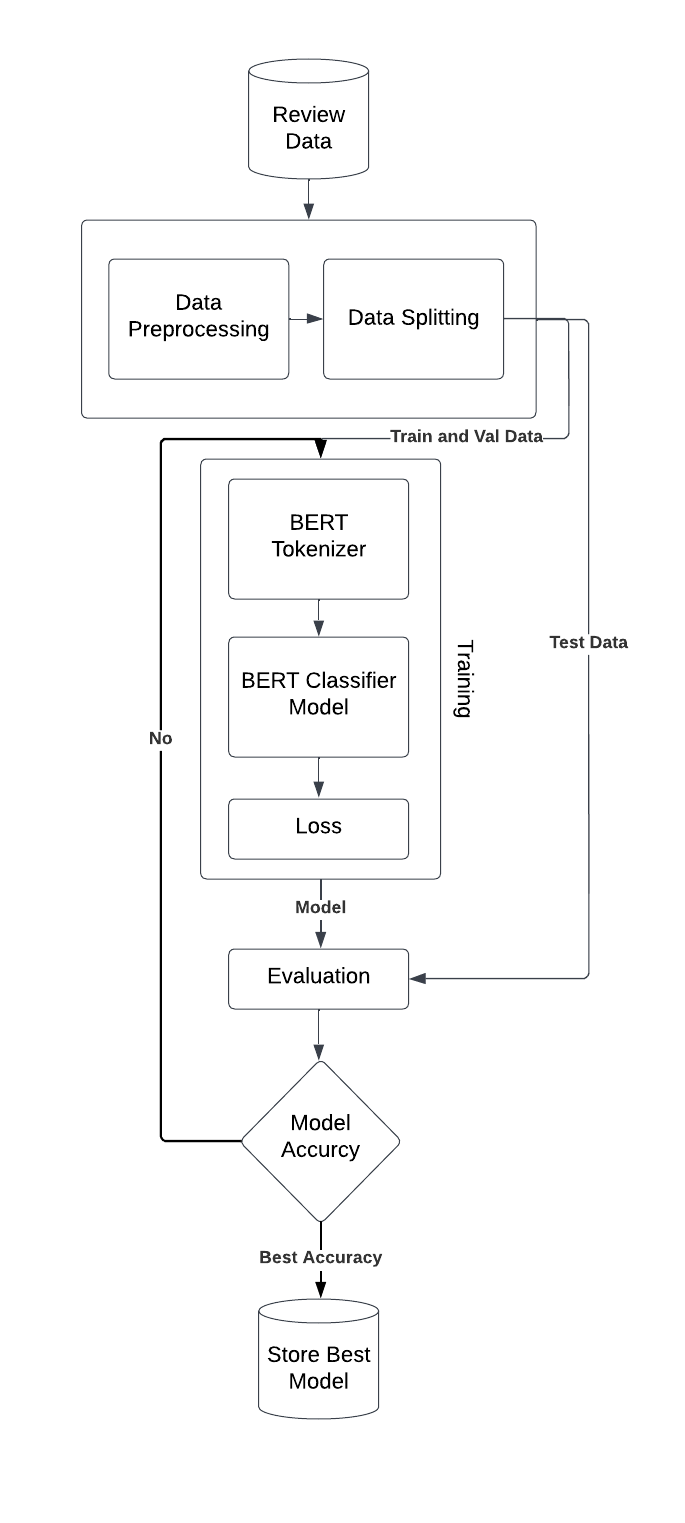 Review
Data
Data
Preprocessing
Data Splitting
Train and Val Data
BERT
Tokenizer
BERT Classifier
Model
Training
Test Data
No
Loss
Model
Evaluation
Model
Accurcy
Best Accuracy
Store Best
Model